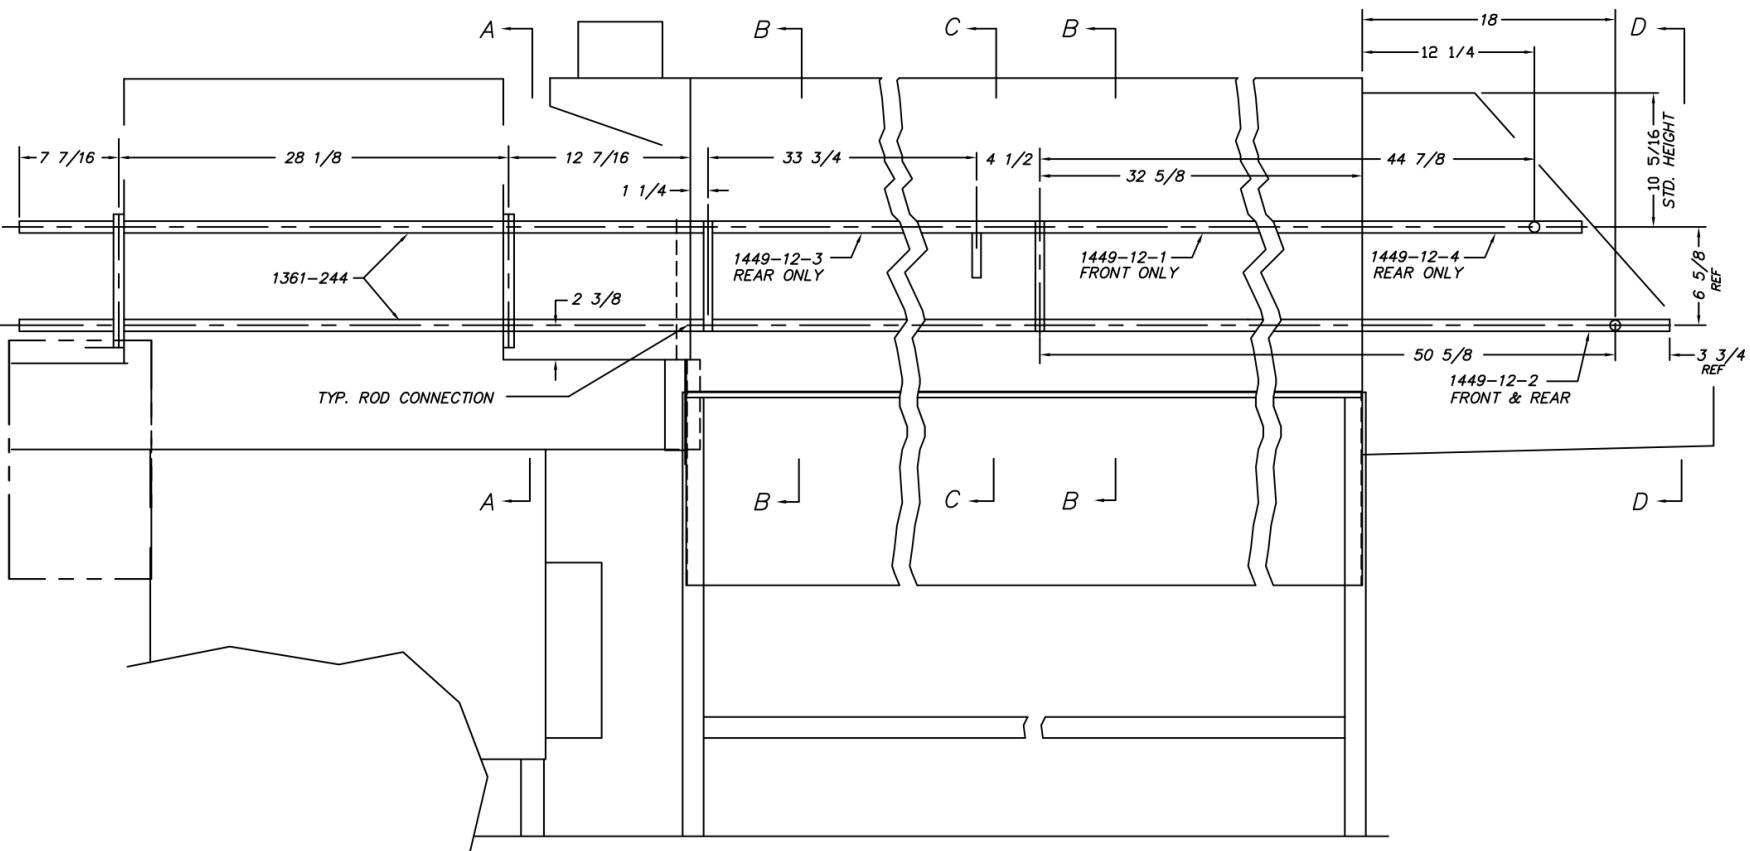 A
B
C
B
18
D
12 1/4
10 5/16
STD. HEIGHT
7 7/16
28 1/8
12 7/16
33 3/4
4 1/2
44 7/8
32 5/8
1 1/4
1449-12-3
REAR ONLY
1449-12-1
FRONT ONLY
1449-12-4
REAR ONLY
6 5/8
REF
1361-244
2 3/8
50 5/8
3 3/4
REF
1449-12-2
FRONT & REAR
TYP. ROD CONNECTION
A
B
C
B
D